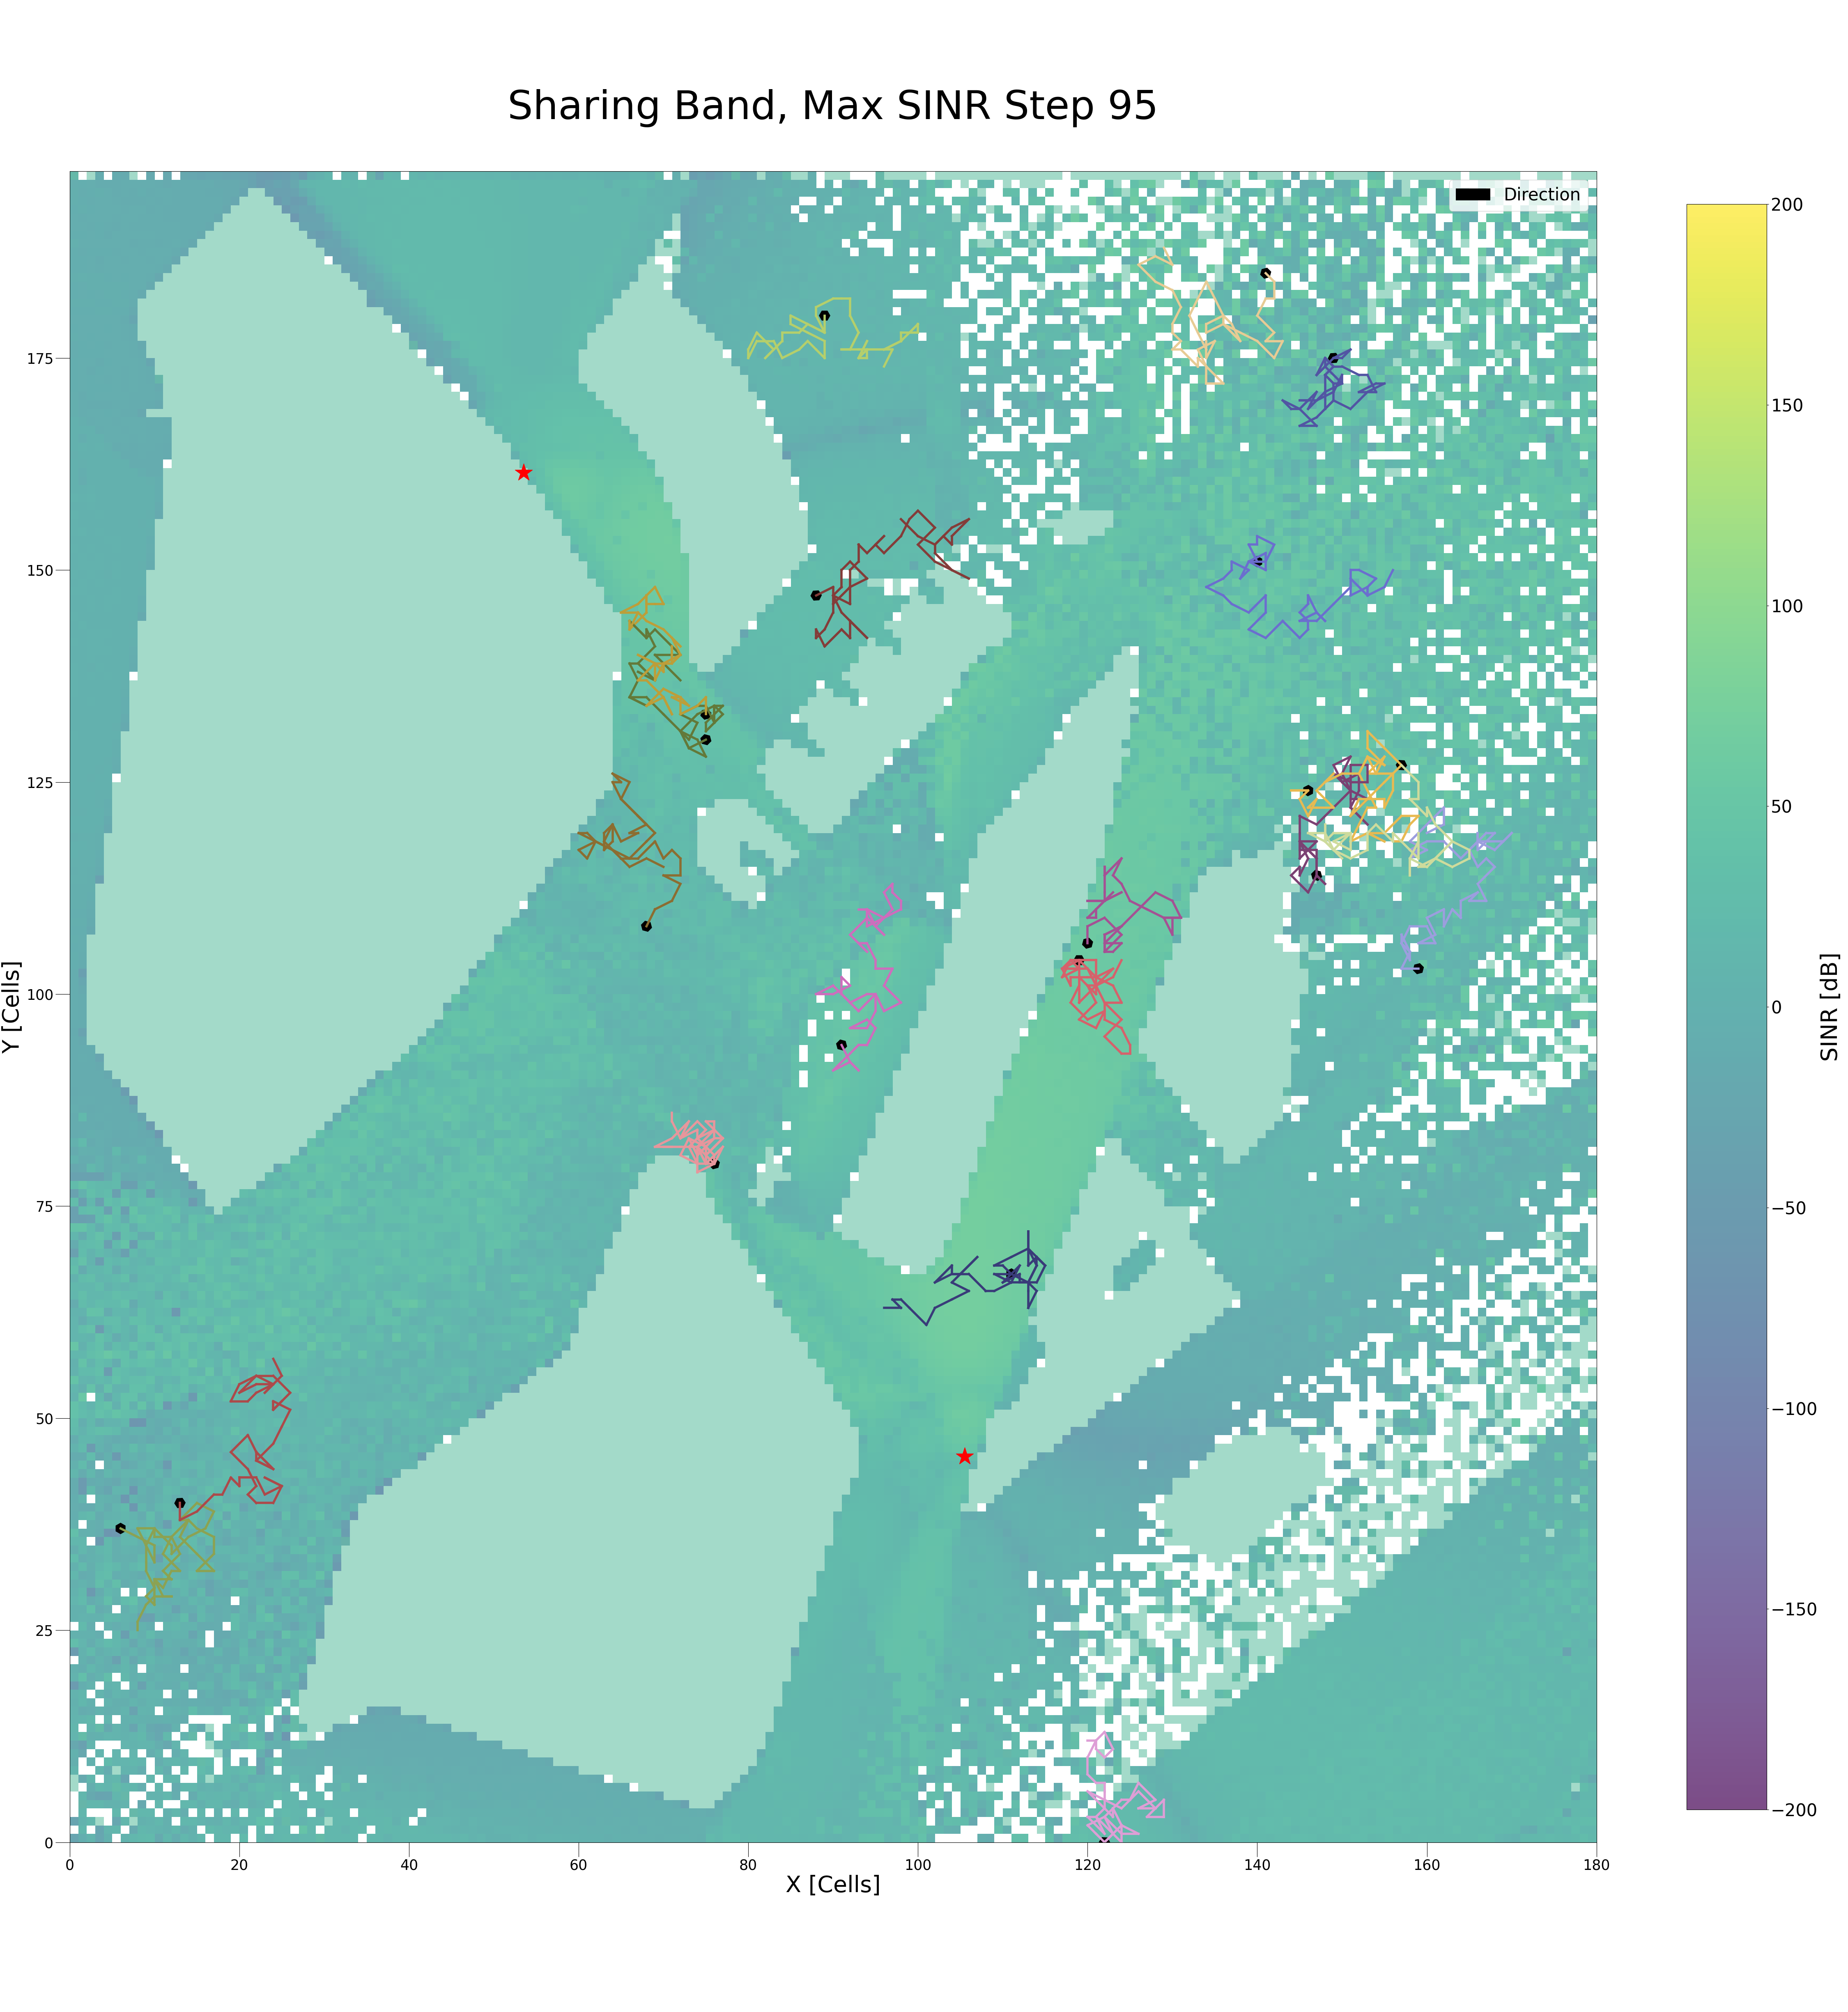 Sharing Band, Max SINR Step 95
Direction
Y [Cells]
175
150
125
100
75
50
25
0
0 20 40 60 80 100 120 140 160 180
X [Cells]
200
150
100
50
0
−50
−100
−150
−200
SINR [dB]